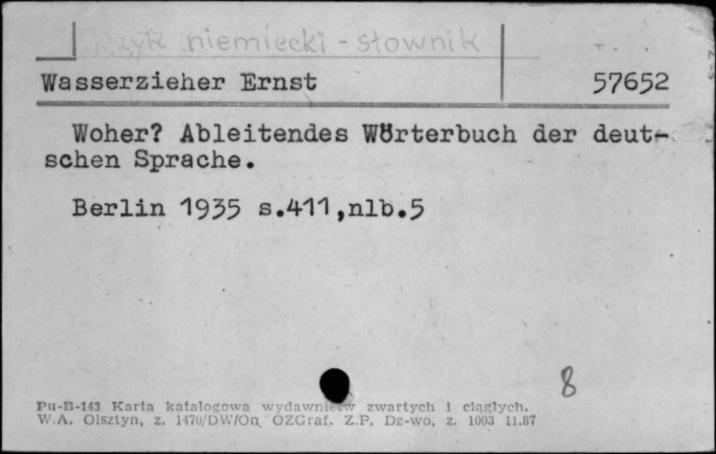 język niemiecki - słownik
Wasserzieher Ernst 57652
Woher? Ableitendes Wörterbuch der deut-
schen Sprache.
Berlin 1935 s.411,nlb.5
8
Pu-B-143 Karta katalogowa wydawnictw zwartych i ciągłych.
W.A. Olsztyn, z. 1470/DW/On, OZGraf. Z.P. Dz-wo, z. 1003 11.87